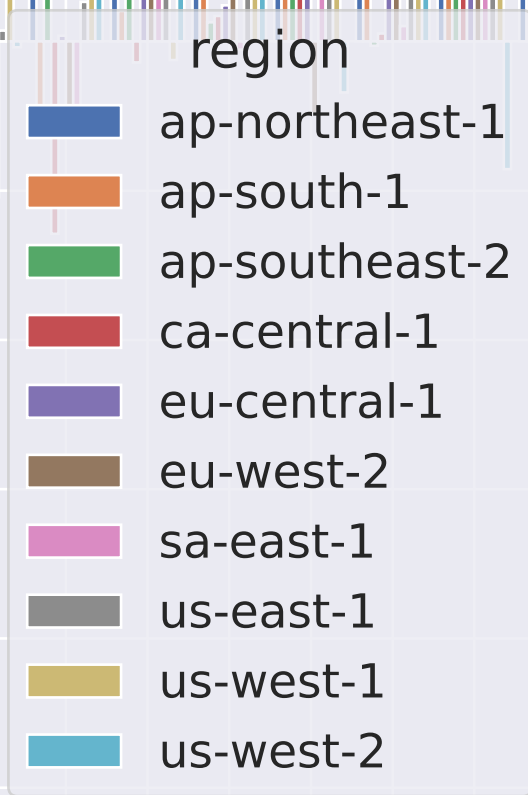 region
ap-northeast-1
ap-south-1
ap-southeast-2
ca-central-1
eu-central-1
eu-west-2
sa-east-1
us-east-1
us-west-1
us-west-2